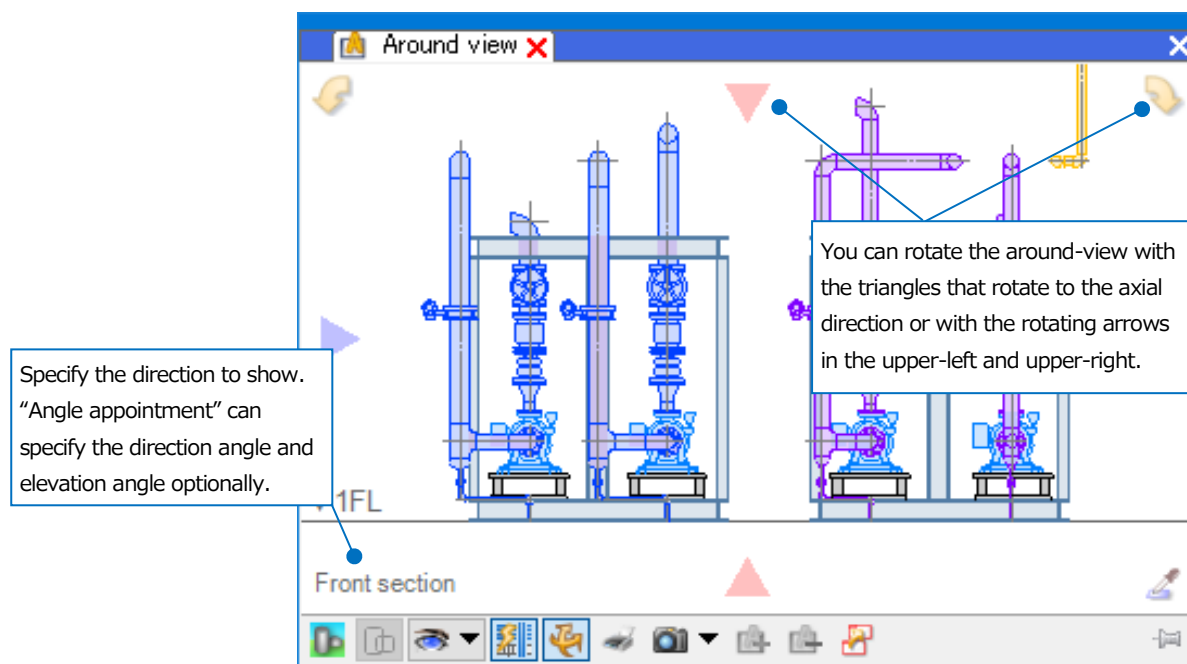 Around view
You can rotate the around-view with
the triangles that rotate to the axial
direction or with the rotating arrows
in the upper-left and upper-right.
Specify the direction to show.
“Angle appointment” can
specify the direction angle and
elevation angle optionally.
1FL
Front section